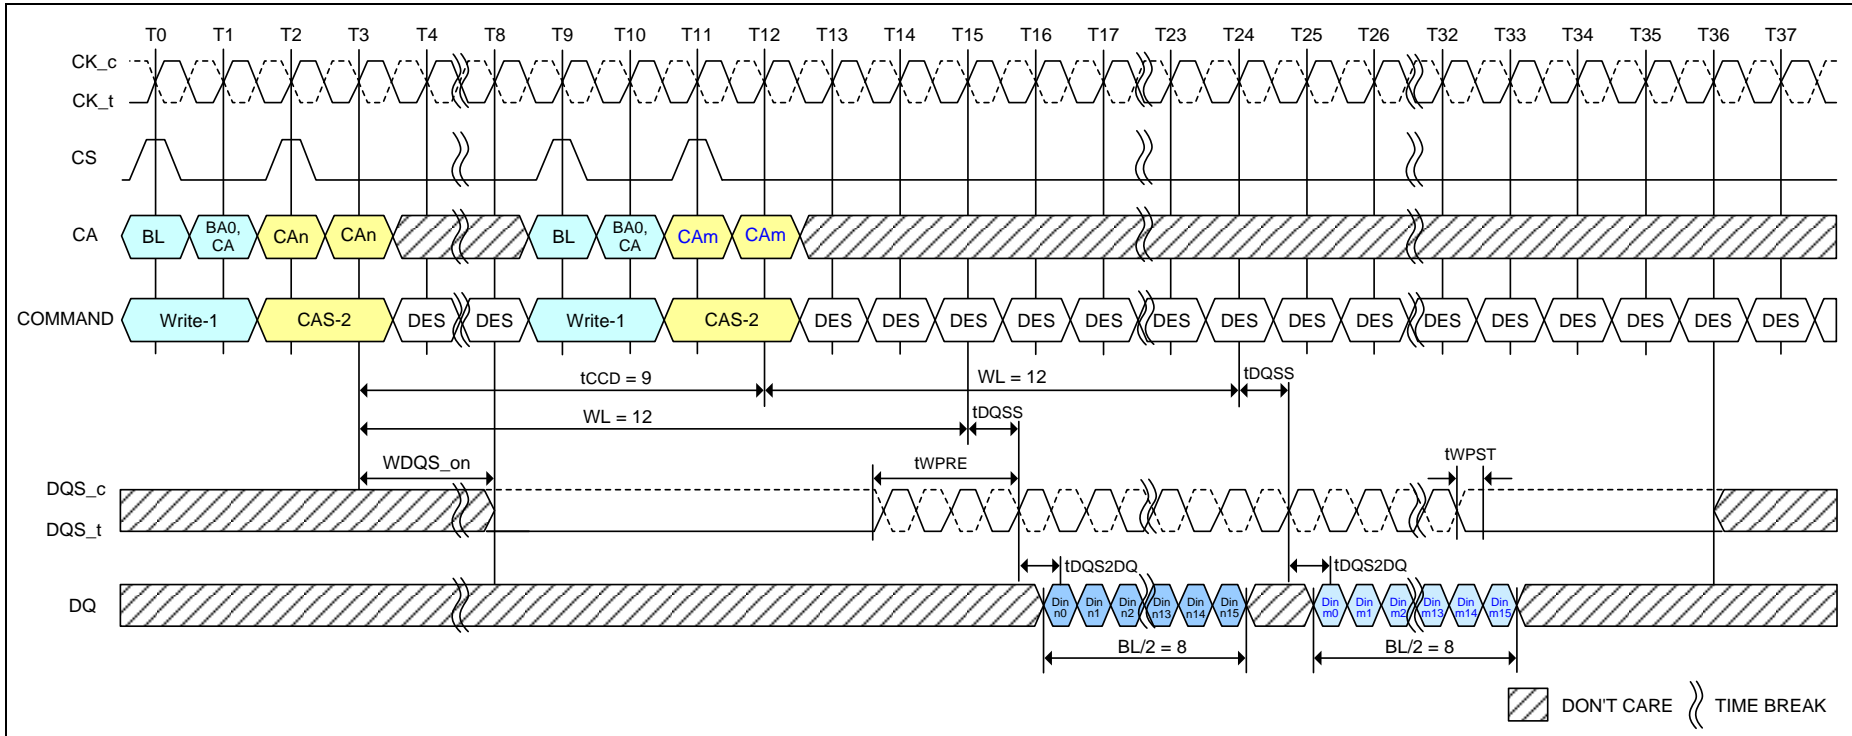 T0 T1 T2 T3 T4 T8 T9 T10 T11 T12 T13 T14 T15 T16 T17 T23 T24 T25 T26 T32 T33 T34 T35 T36 T37
CK_c
CK_t
CS
CA BL BA0, CA CAn CAn BL BA0, CA CAm CAm
COMMAND Write-1 CAS-2 DES DES Write-1 CAS-2 DES DES DES DES DES DES DES DES DES DES DES DES DES DES DES
tCCD = 9 WL = 12 tDQSS
WL = 12 tDQSS
WDQS_on tWPRE tWPST
DQS_c
DQS_t
tDQS2DQ tDQS2DQ
DQ Din n0 Din n1 Din n2 Din n13 Din n14 Din n15 Din m0 Din m1 Din m2 Din m13 Din m14 Din m15
BL/2 = 8 BL/2 = 8
DON'T CARE TIME BREAK